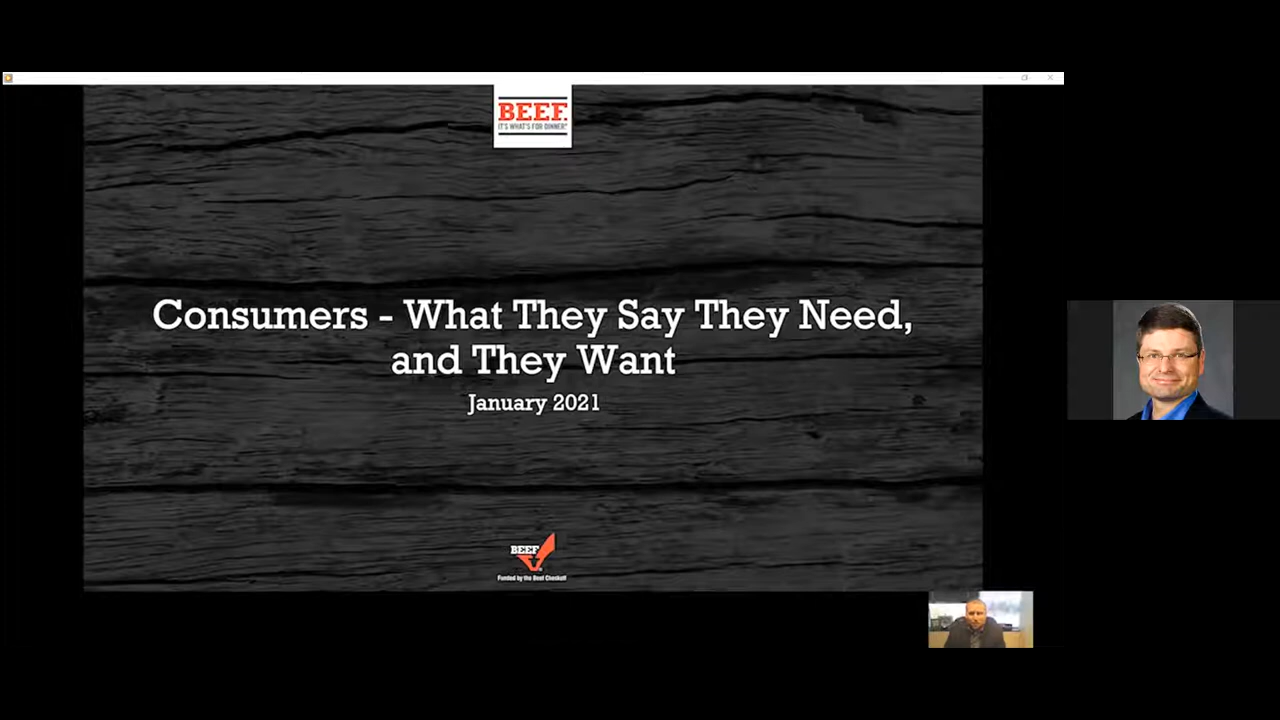 BEEF.
IT'S WHAT'S FOR DINNER.
Consumers - What They Say They Need,
and They Want
January 2021
BEEF
Funded by the Beef Checkoff